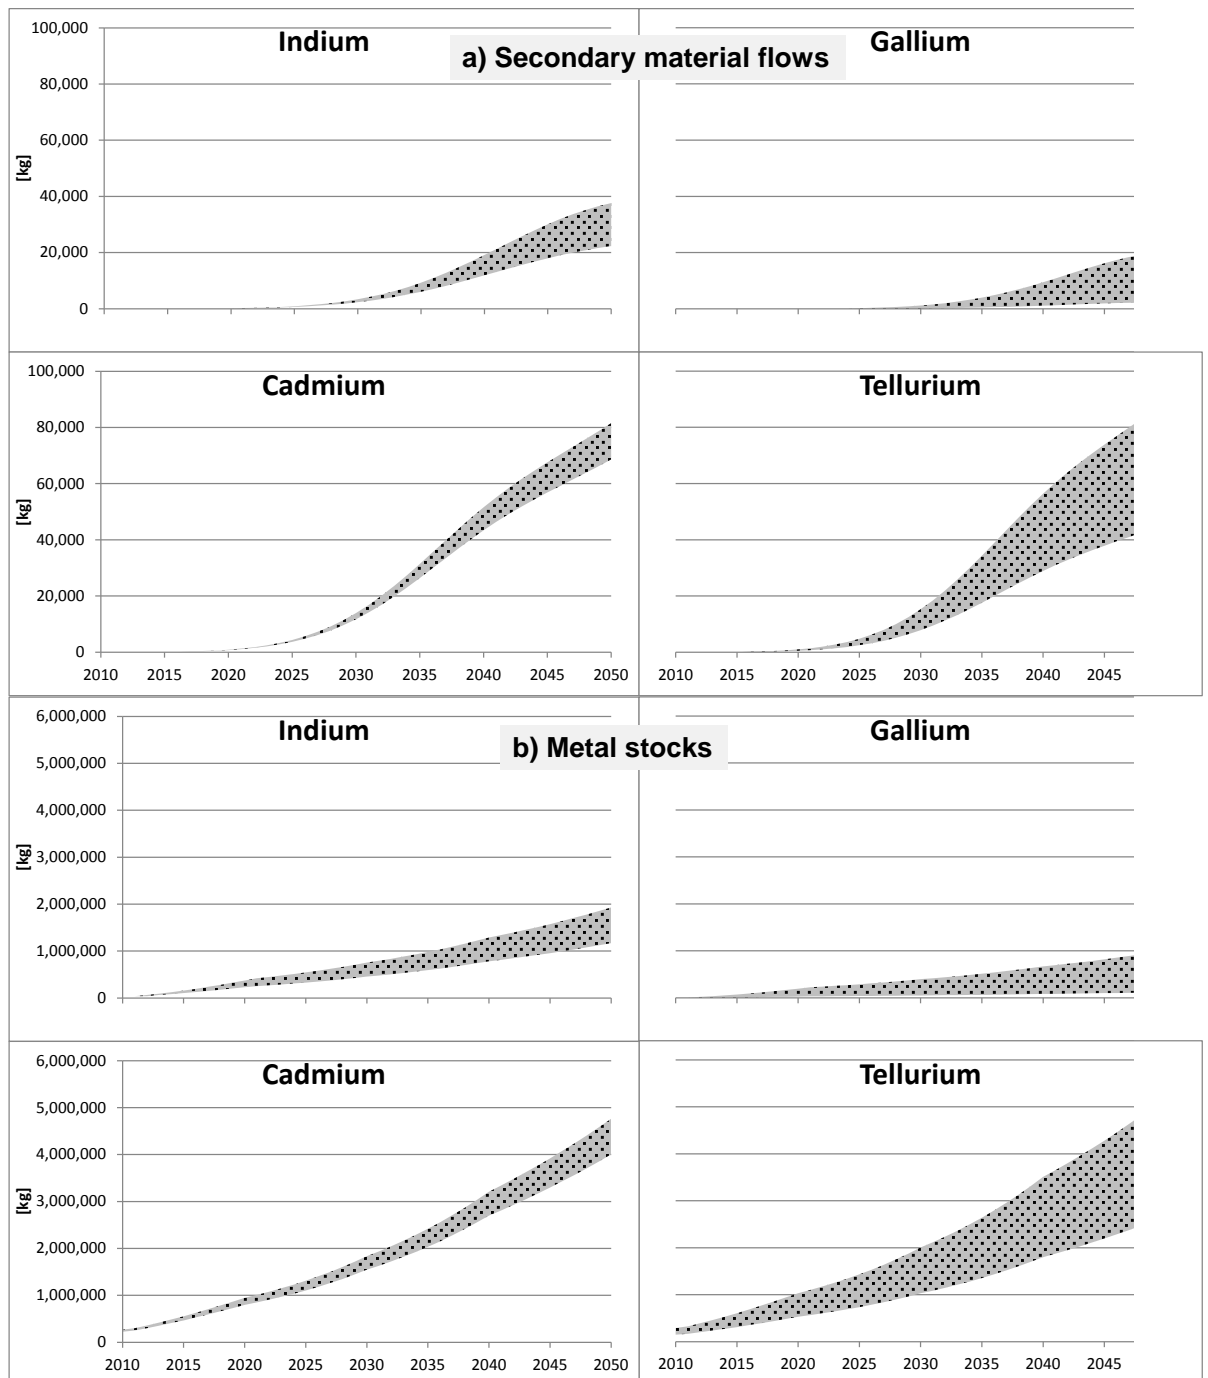 Indium
a) Secondary material flows
Gallium
100,000
80,000
60,000
40,000
20,000
0
[kg]
Cadmium
Tellurium
100,000
80,000
60,000
40,000
20,000
0
[kg]
2010 2015 2020 2025 2030 2035 2040 2045 2050
2010 2015 2020 2025 2030 2035 2040 2045
Indium
b) Metal stocks
Gallium
6,000,000
5,000,000
4,000,000
3,000,000
2,000,000
1,000,000
0
[kg]
Cadmium
Tellurium
6,000,000
5,000,000
4,000,000
3,000,000
2,000,000
1,000,000
0
[kg]
2010 2015 2020 2025 2030 2035 2040 2045 2050
2010 2015 2020 2025 2030 2035 2040 2045